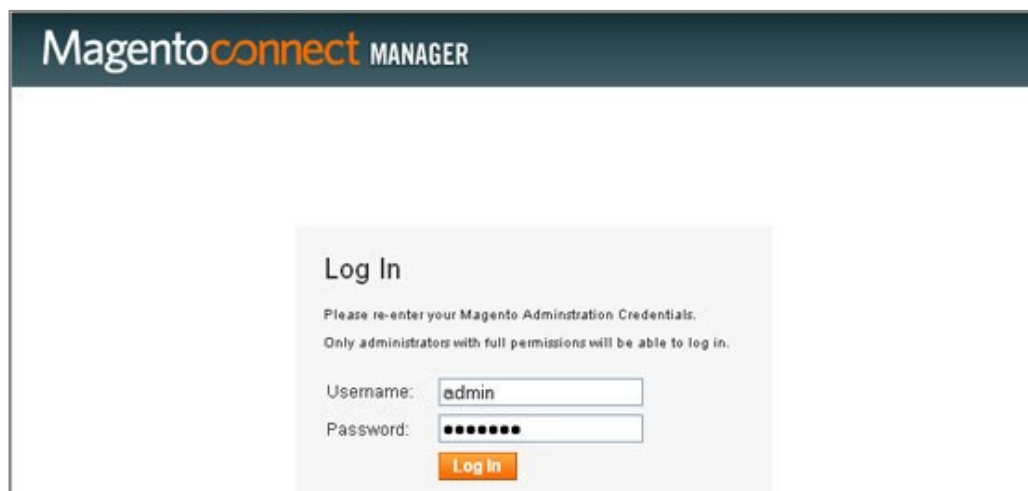 Magentoconnect MANAGER
Log In
Please re-enter your Magento Adminstration Credentials.
Only administrators with full permissions will be able to log in.
Username: admin
Password: •••••••
Log In